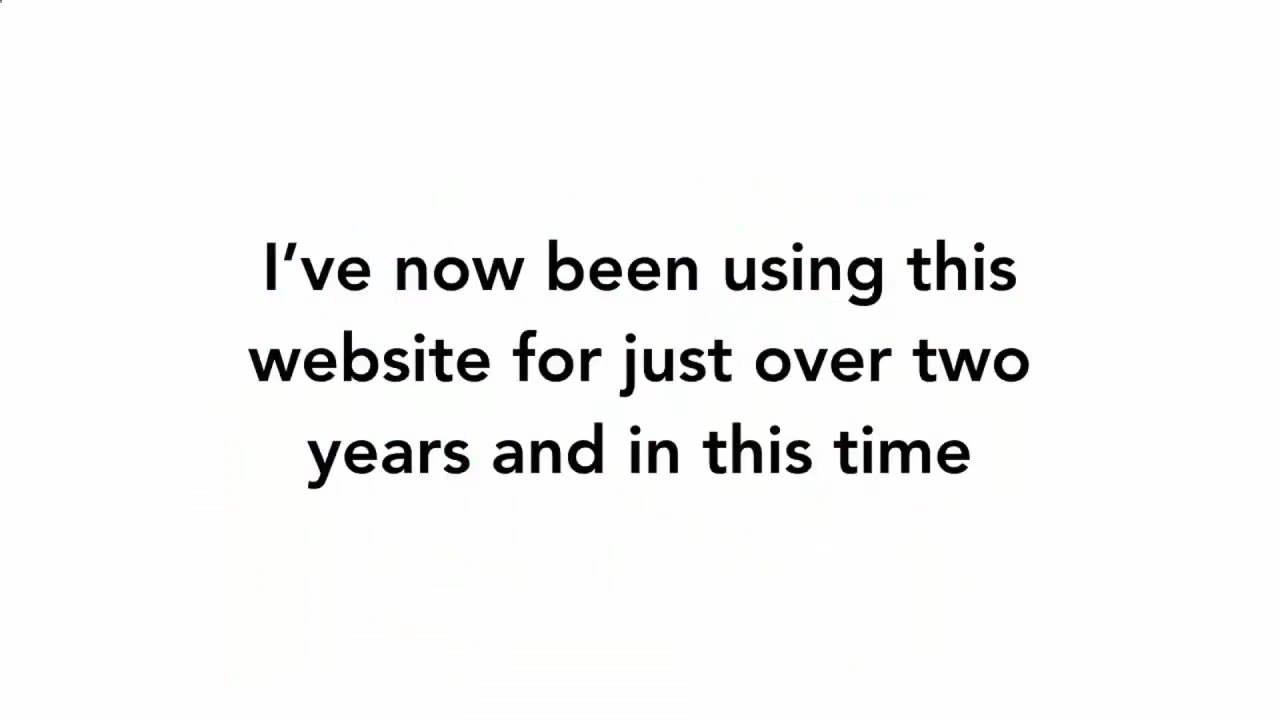 I’ve now been using this
website for just over two
years and in this time